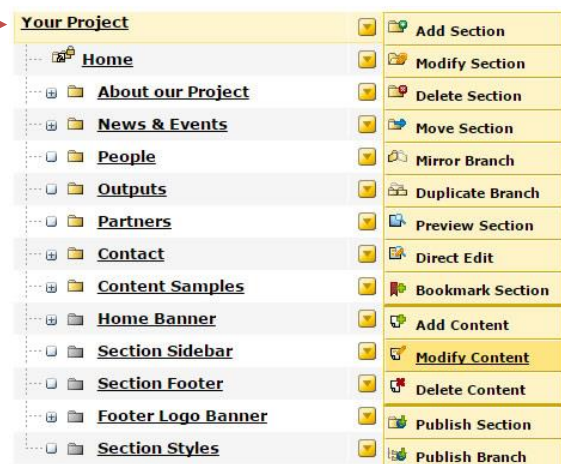 Your Project
Home
About our Project
News & Events
People
Outputs
Partners
Contact
Content Samples
Home Banner
Section Sidebar
Section Footer
Footer Logo Banner
Section Styles
Add Section
Modify Section
Delete Section
Move Section
Mirror Branch
Duplicate Branch
Preview Section
Direct Edit
Bookmark Section
Add Content
Modify Content
Delete Content
Publish Section
Publish Branch